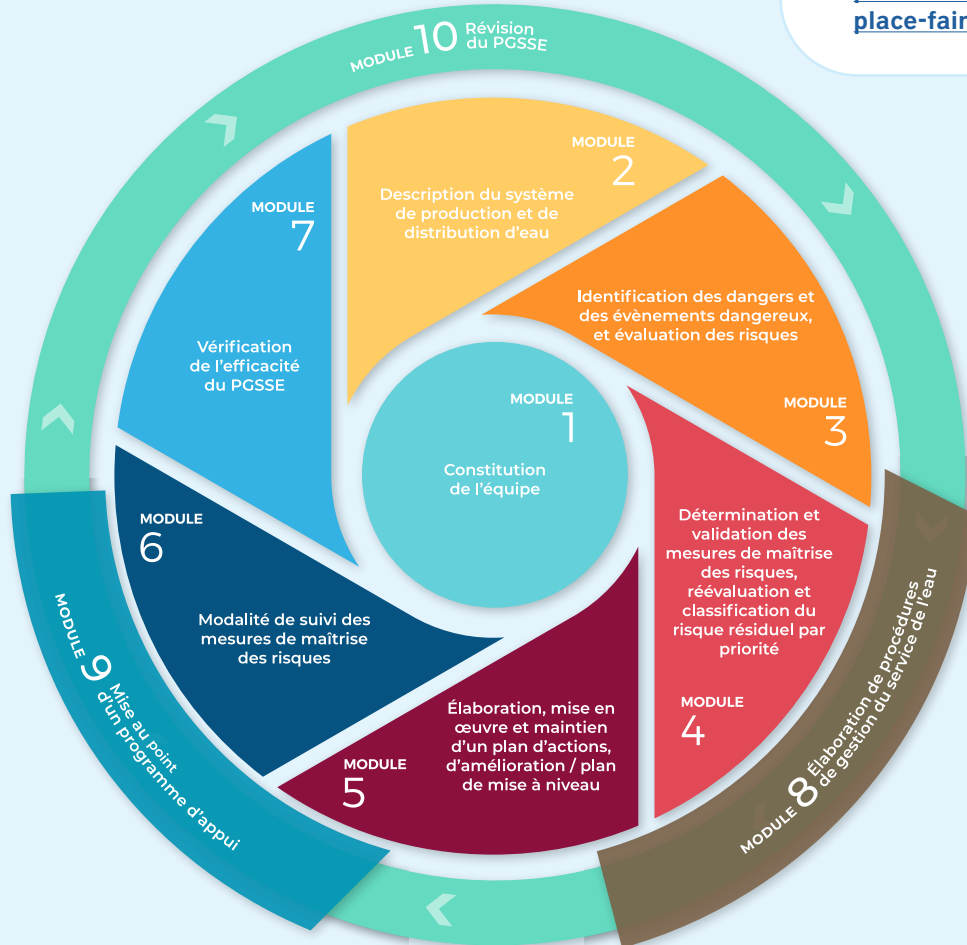 place-fair
MODULE 10 Révision
du PGSSE
MODULE
2
Description du système
de production et de
distribution d'eau
MODULE
7
Vérification
de l'efficacité
du PGSSE
Identification des dangers et
des évènements dangereux,
et évaluation des risques
MODULE
3
MODULE
1
Constitution
de l'équipe
Détermination et
validation des
mesures de maîtrise
des risques,
réévaluation et
classification du
risque résiduel par
priorité
MODULE
4
MODULE
6
Modalité de suivi des
mesures de maîtrise
des risques
Élaboration, mise en
œuvre et maintien
d'un plan d'actions,
d'amélioration / plan
de mise à niveau
MODULE
5
MODULE 8 Élaboration de procédures
de gestion du service de l'eau
MODULE 9 Mise au point
d'un programme d'appui